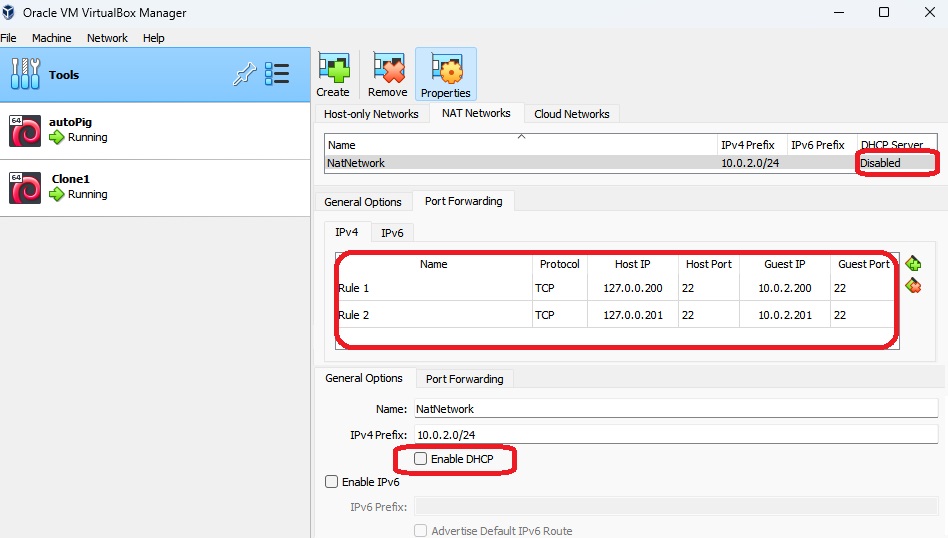 Oracle VM VirtualBox Manager
File Machine Network Help
Tools
64 autoPig
Running
64 Clone1
Running
Create Remove Properties
Host-only Networks NAT Networks Cloud Networks
Name IPv4 Prefix IPv6 Prefix DHCP Server
NatNetwork 10.0.2.0/24 Disabled
General Options Port Forwarding
IPv4 IPv6
Name Protocol Host IP Host Port Guest IP Guest Port
Rule 1 TCP 127.0.0.200 22 10.0.2.200 22
Rule 2 TCP 127.0.0.201 22 10.0.2.201 22
General Options Port Forwarding
Name: NatNetwork
IPv4 Prefix: 10.0.2.0/24
Enable DHCP
Enable IPv6
IPv6 Prefix:
Advertise Default IPv6 Route